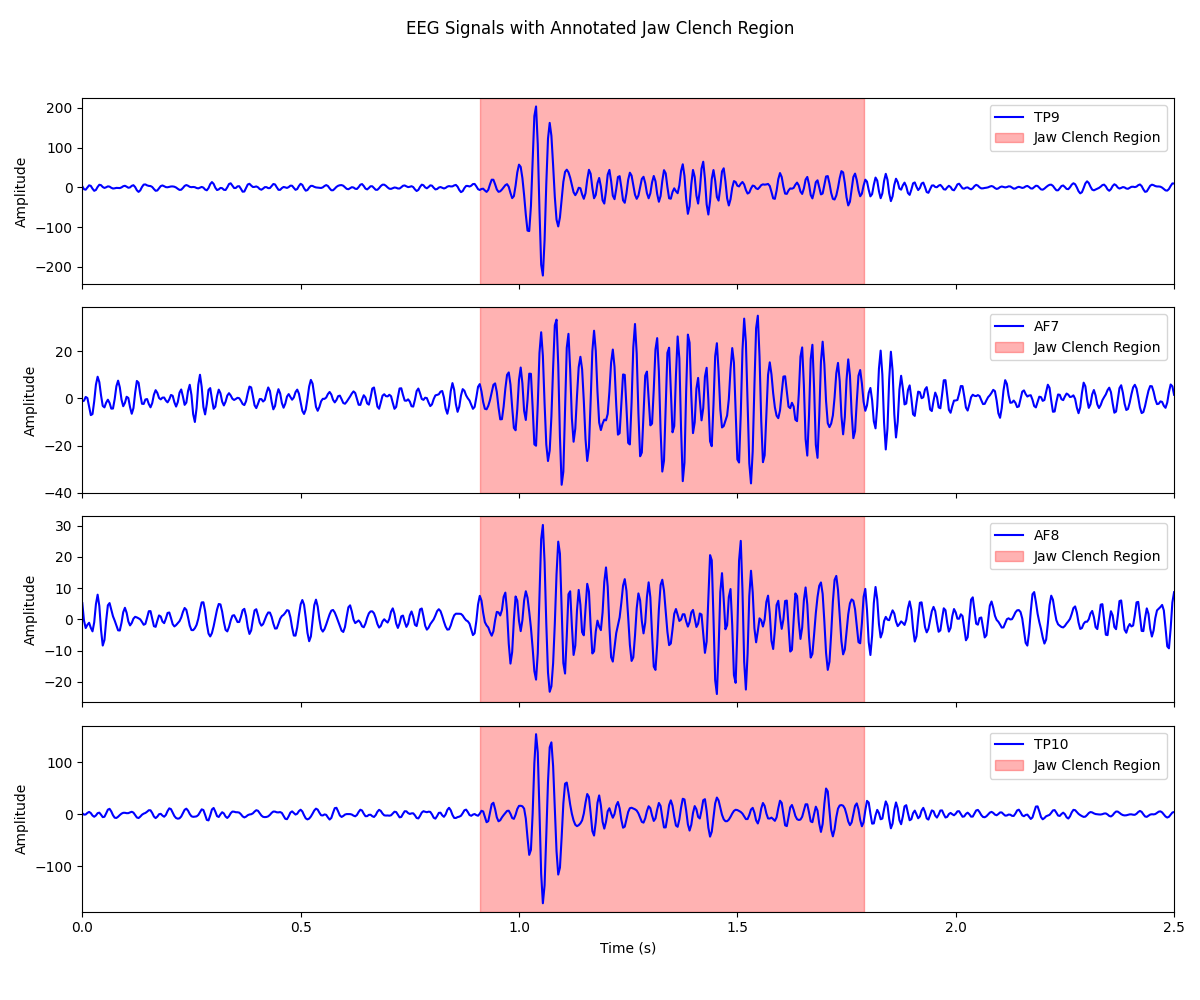 EEG Signals with Annotated Jaw Clench Region
200
100
0
−100
−200
Amplitude
TP9
Jaw Clench Region
20
0
−20
−40
Amplitude
AF7
Jaw Clench Region
30
20
10
0
−10
−20
Amplitude
AF8
Jaw Clench Region
100
0
−100
Amplitude
TP10
Jaw Clench Region
0.0 0.5 1.0 1.5 2.0 2.5
Time (s)